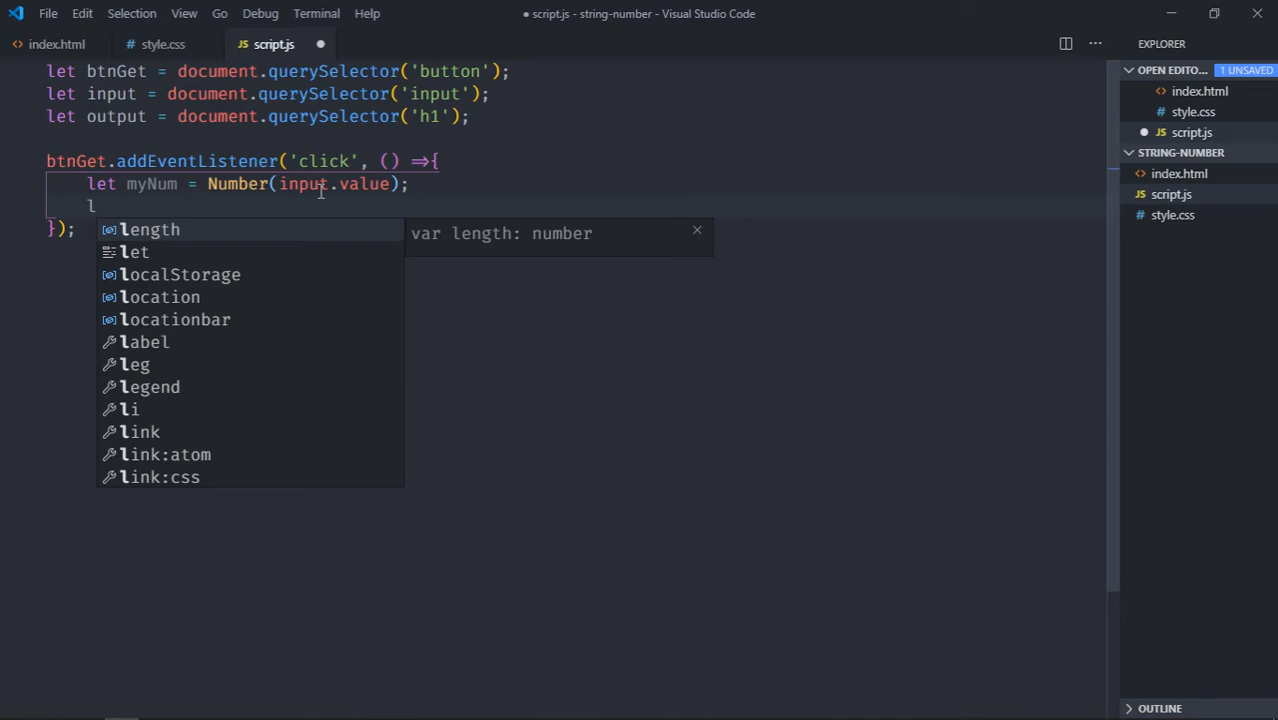 File Edit Selection View Go Debug Terminal Help
● script.js - string-number - Visual Studio Code
<> index.html
# style.css
JS script.js ●
EXPLORER
let btnGet = document.querySelector('button');
let input = document.querySelector('input');
let output = document.querySelector('h1');
btnGet.addEventListener('click', () =>{
let myNum = Number(input.value);
l
});
length
let
localStorage
location
locationbar
label
leg
legend
li
link
link:atom
link:css
var length: number
OPEN EDITO... 1 UNSAVED
index.html
style.css
script.js
STRING-NUMBER
index.html
script.js
style.css
OUTLINE